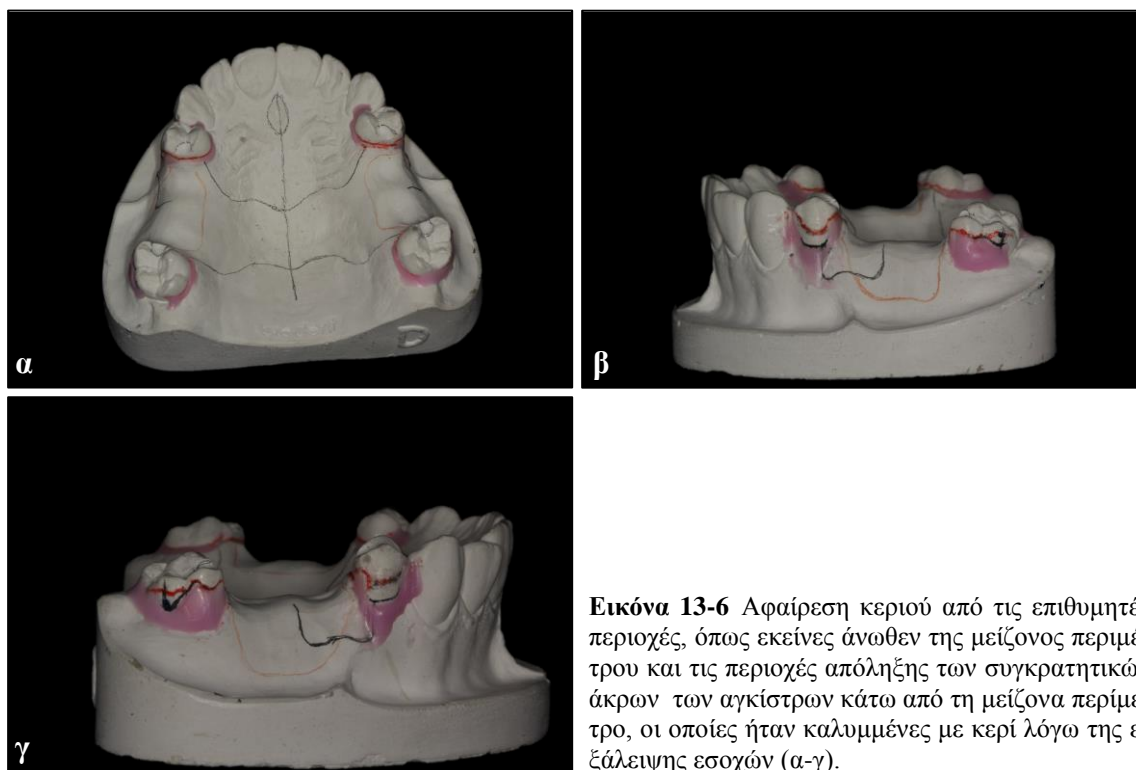 α
β
γ
Εικόνα 13-6 Αφαίρεση κεριού από τις επιθυμητέ
περιοχές, όπως εκείνες άνωθεν της μείζονος περιμέ
τρου και τις περιοχές απόληξης των συγκρατητικώ
άκρων των αγκίστρων κάτω από τη μείζονα περίμε
τρο, οι οποίες ήταν καλυμμένες με κερί λόγω της ε
ξάλειψης εσοχών (α-γ).